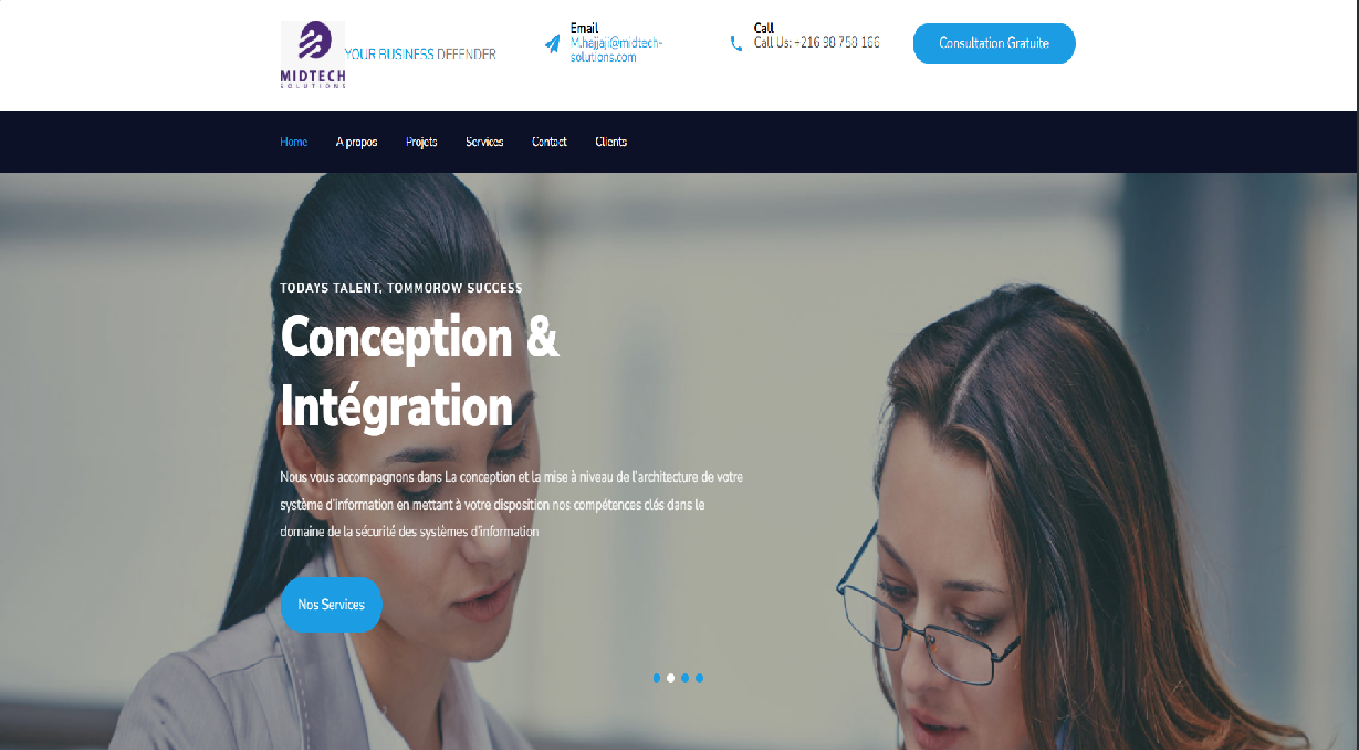 MIDTECH
SOLUTIONS
YOUR BUSINESS DEFENDER
Email
M.hajjaji@midtech-
solutions.com
Call
Call Us: +216 98 758 166
Consultation Gratuite
Home
A propos
Projets
Services
Contact
Clients
TODAYS TALENT, TOMMOROW SUCCESS
Conception &
Intégration
Nous vous accompagnons dans La conception et la mise à niveau de l'architecture de votre
système d'information en mettant à votre disposition nos compétences clés dans le
domaine de la sécurité des systèmes d'information
Nos Services